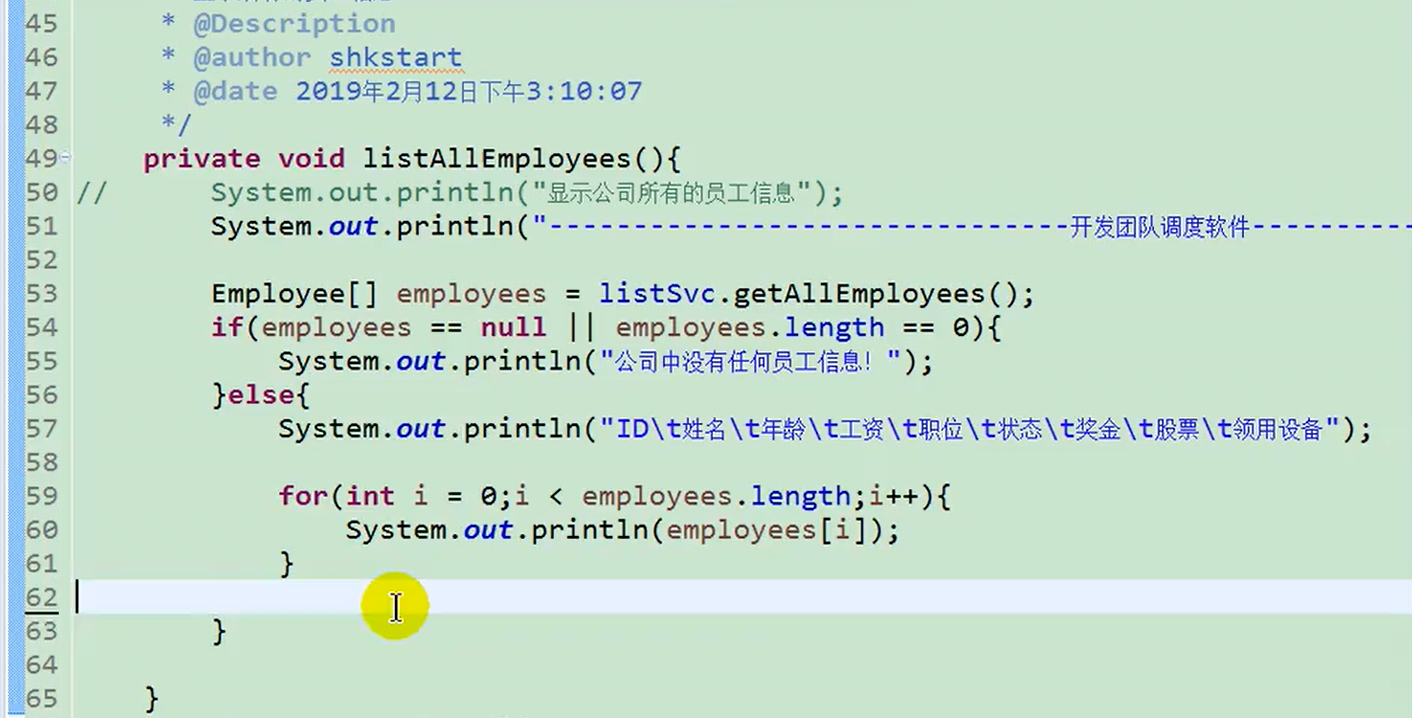 45 * @Description
46 * @author shkstart
47 * @date 2019年2月12日下午3:10:07
48 */
49 private void listAllEmployees(){
50 // System.out.println("显示公司所有的员工信息");
51 System.out.println("-------------------------------开发团队调度软件----------
52
53 Employee[] employees = listSvc.getAllEmployees();
54 if(employees == null || employees.length == 0){
55 System.out.println("公司中没有任何员工信息！");
56 }else{
57 System.out.println("ID\t姓名\t年龄\t工资\t职位\t状态\t奖金\t股票\t领用设备");
58
59 for(int i = 0;i < employees.length;i++){
60 System.out.println(employees[i]);
61 }
62
63 }
64
65 }